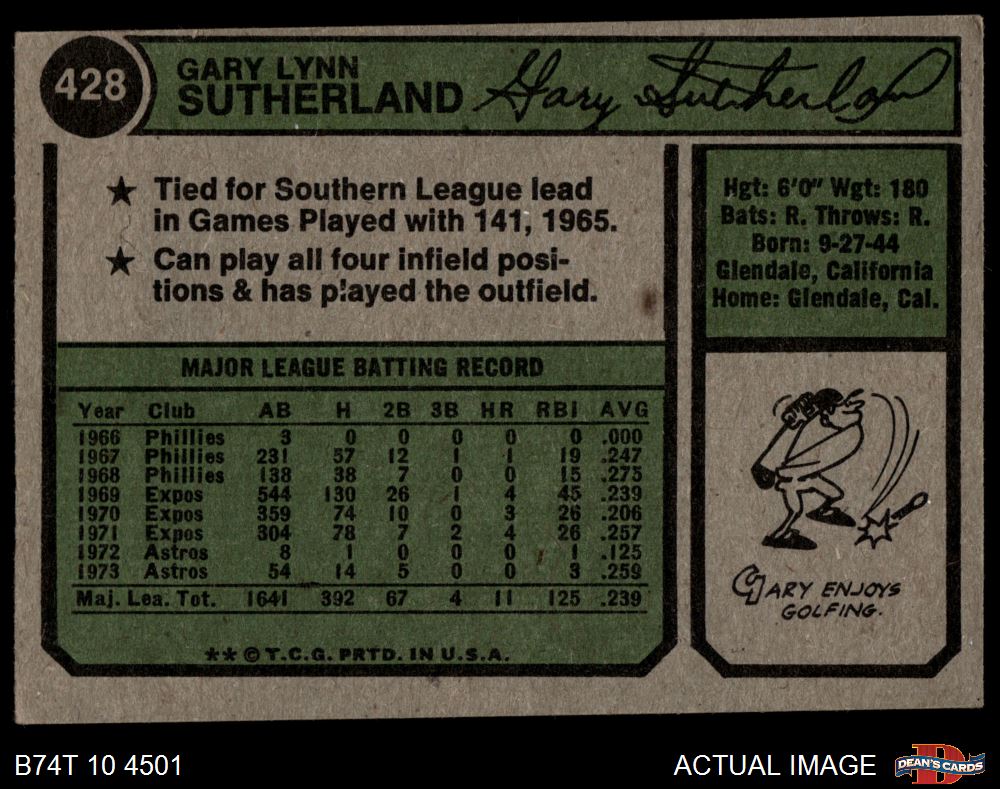 428
GARY LYNN
SUTHERLAND
Gary Sutherland
★ Tied for Southern League lead
in Games Played with 141, 1965.
★ Can play all four infield posi-
tions & has played the outfield.
Hgt: 6'0" Wgt: 180
Bats: R. Throws: R.
Born: 9-27-44
Glendale, California
Home: Glendale, Cal.
MAJOR LEAGUE BATTING RECORD
Year Club AB H 2B 3B HR RBI AVG
1966 Phillies 3 0 0 0 0 0 .000
1967 Phillies 231 57 12 1 1 19 .247
1968 Phillies 138 38 7 0 0 15 .275
1969 Expos 544 130 26 1 4 45 .239
1970 Expos 359 74 10 0 3 26 .206
1971 Expos 304 78 7 2 4 26 .257
1972 Astros 8 1 0 0 0 1 .125
1973 Astros 54 14 5 0 0 3 .259
Maj. Lea. Tot. 1641 392 67 4 11 125 .239
** © T.C.G. PRTD. IN U.S.A.
GARY ENJOYS
GOLFING.
B74T 10 4501
ACTUAL IMAGE
D
DEAN'S CARDS